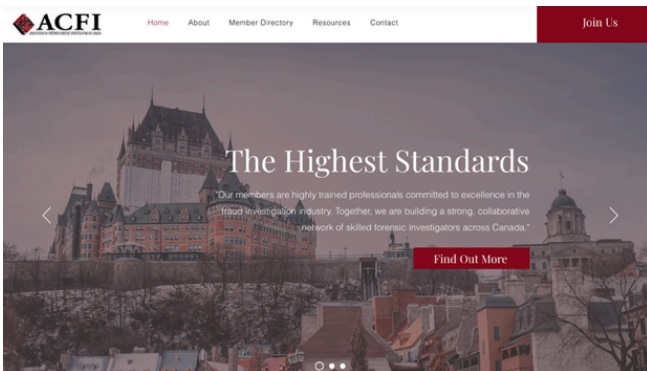 ACFI
Home About Member Directory Resources Contact
Join Us
The Highest Standards
"Our members are highly trained professionals committed to excellence in the
fraud investigation industry. Together, we are building a strong, collaborative
network of skilled forensic investigators across Canada."
Find Out More